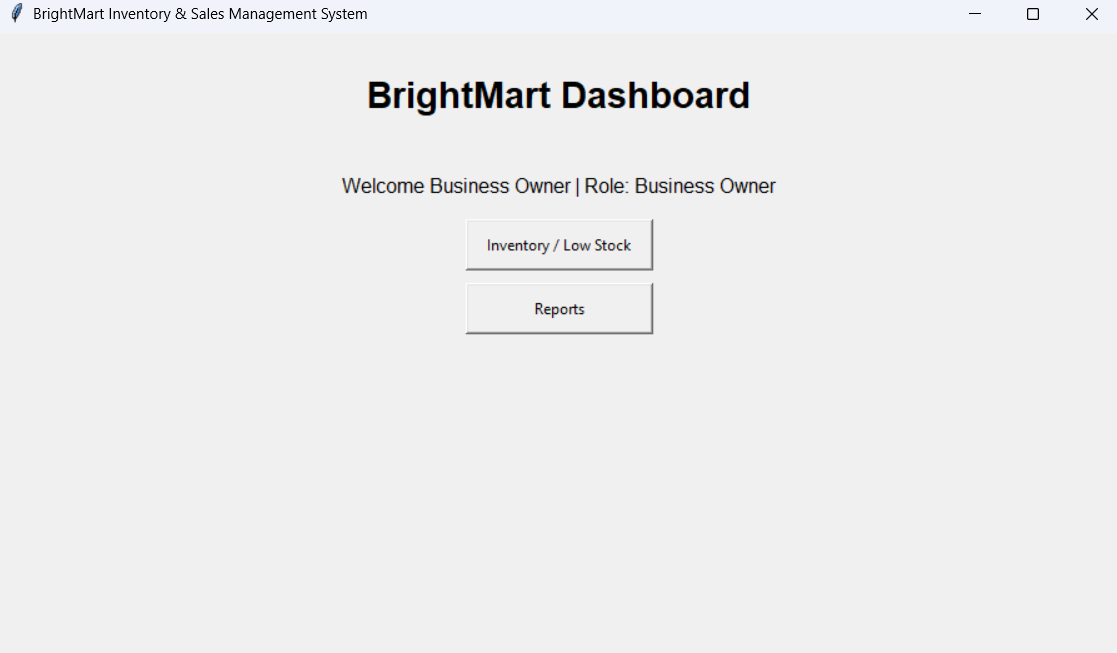 BrightMart Inventory & Sales Management System
BrightMart Dashboard
Welcome Business Owner | Role: Business Owner
Inventory / Low Stock
Reports